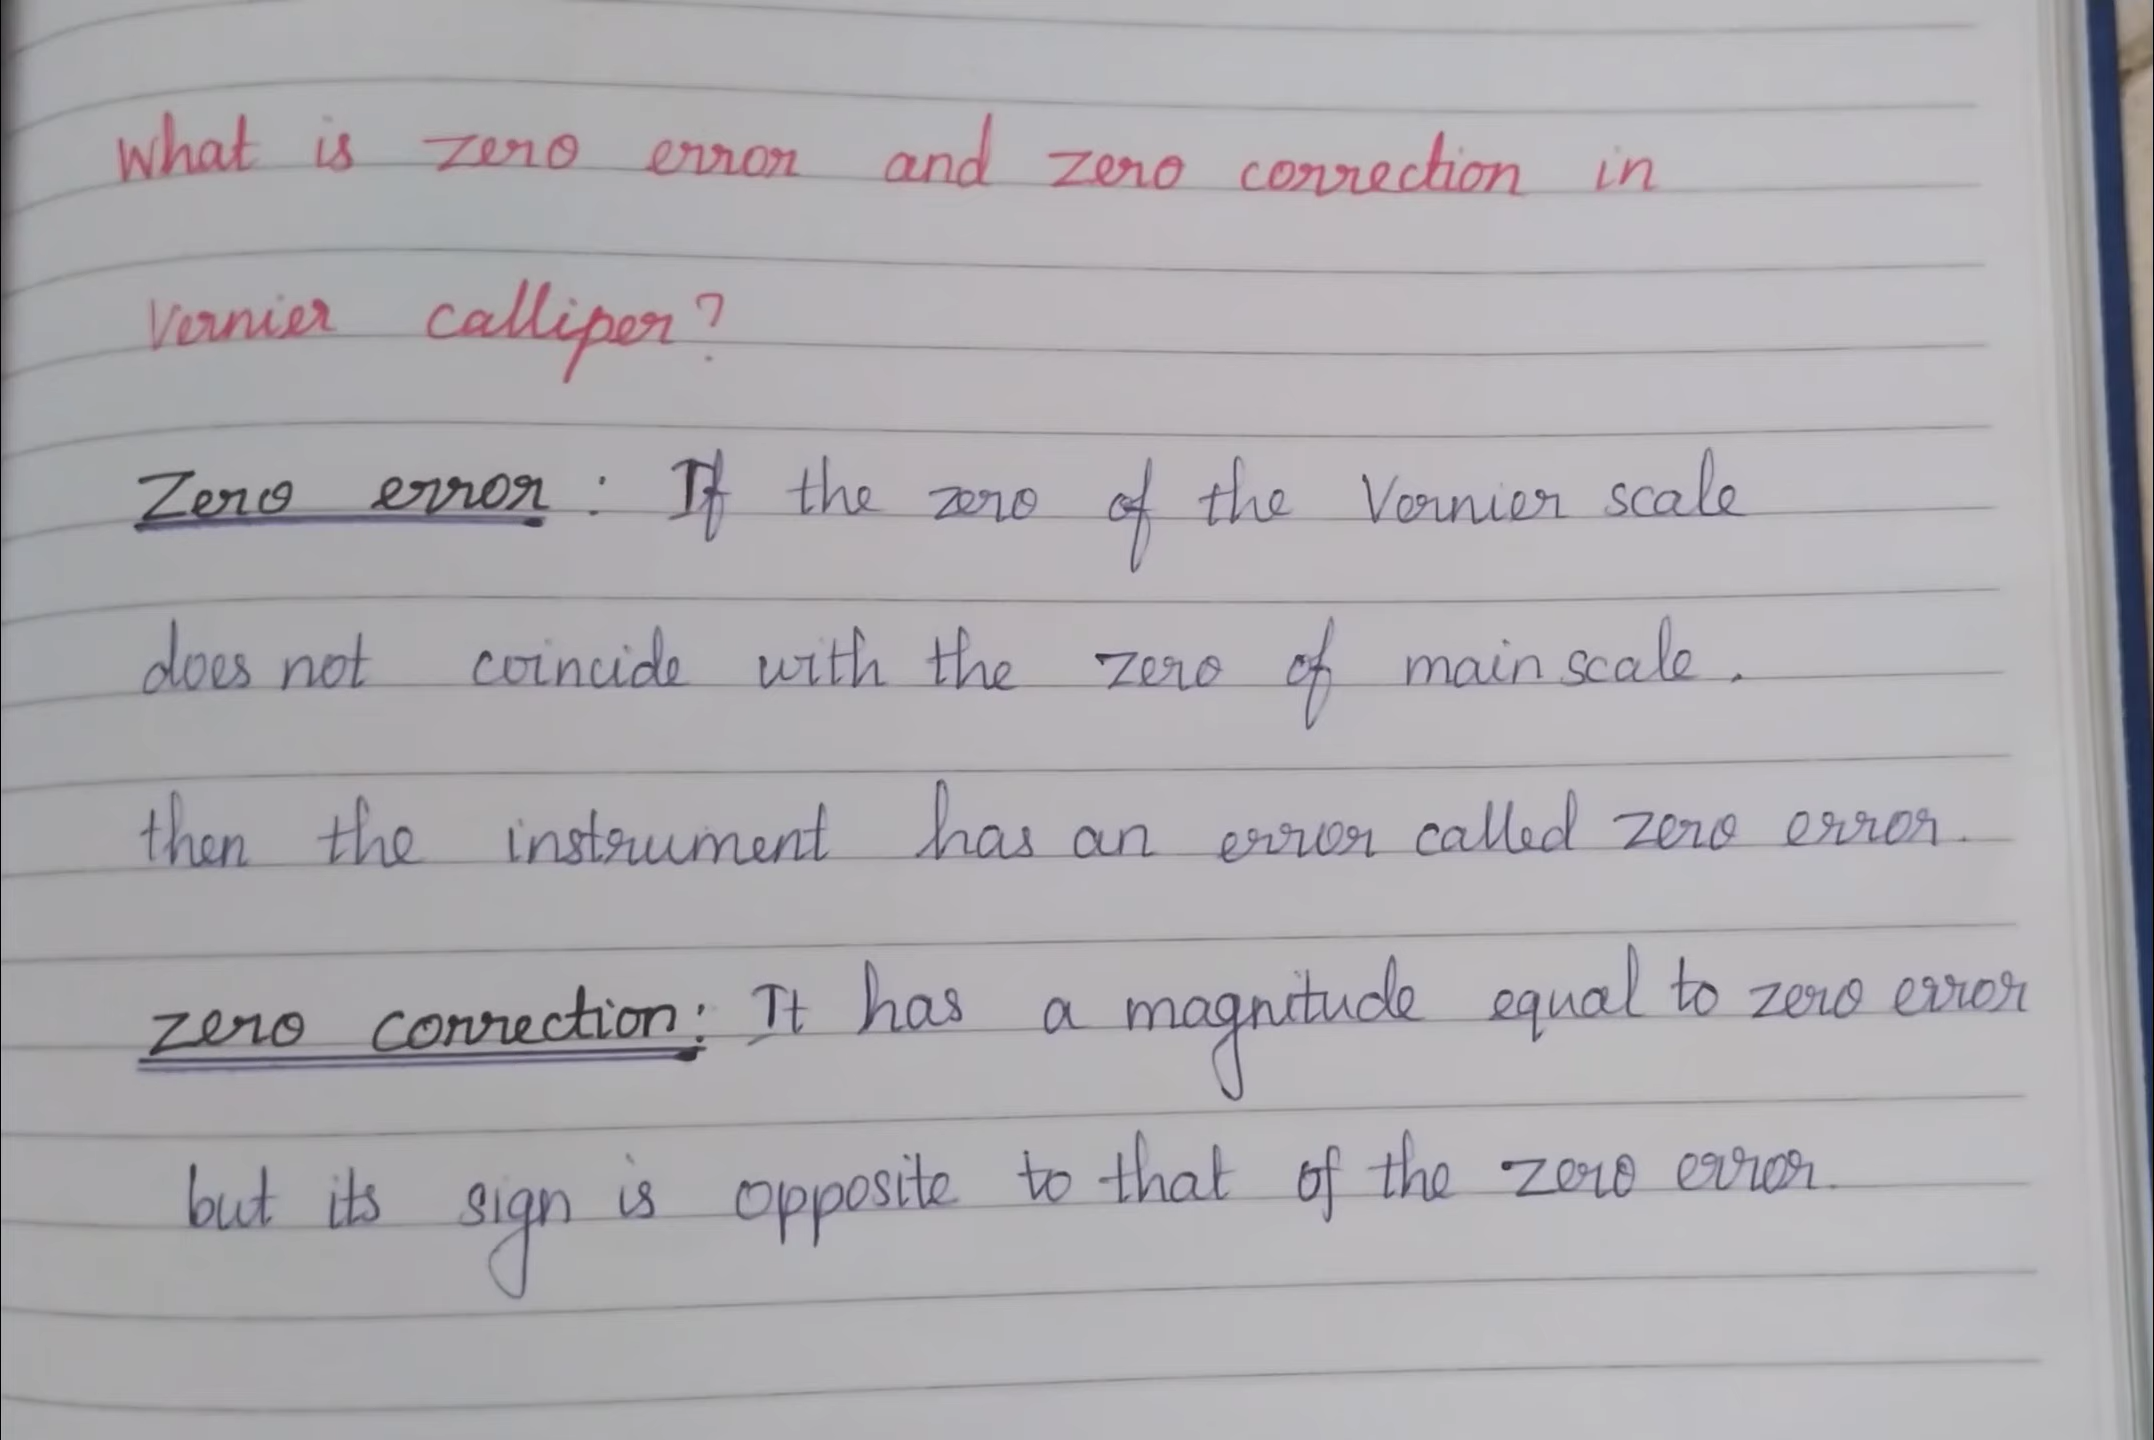 What is zero error and zero correction in
Vernier calliper?
Zero error : If the zero of the Vernier scale
does not coincide with the zero of main scale.
then the instrument has an error called zero error.
zero correction: It has a magnitude equal to zero error
but its sign is opposite to that of the zero error.